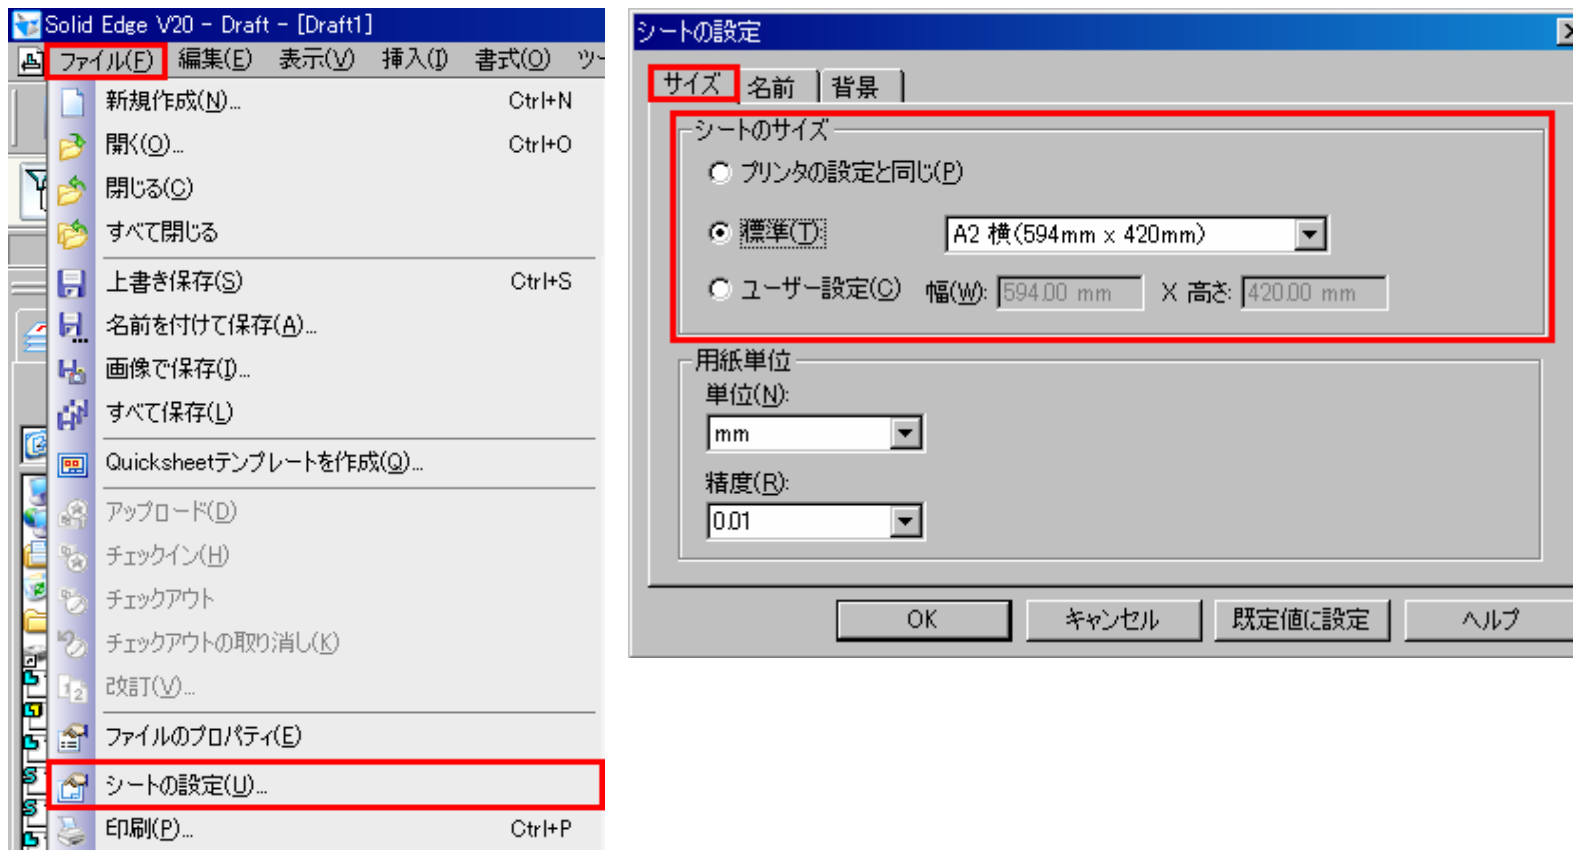 Solid Edge V20 - Draft - [Draft1]
ファイル(F) 編集(E) 表示(V) 挿入(I) 書式(O) ツー
新規作成(N)... Ctrl+N
開く(O)... Ctrl+O
閉じる(C)
すべて閉じる
上書き保存(S) Ctrl+S
名前を付けて保存(A)...
画像で保存(I)...
すべて保存(L)
Quicksheetテンプレートを作成(Q)...
アップロード(D)
チェックイン(H)
チェックアウト
チェックアウトの取り消し(K)
改訂(V)...
ファイルのプロパティ(E)
シートの設定(U)...
印刷(P)... Ctrl+P
シートの設定
サイズ 名前 背景
シートのサイズ
プリンタの設定と同じ(P)
標準(T): A2 横(594mm x 420mm)
ユーザー設定(C) 幅(W): 594.00 mm X 高さ: 420.00 mm
用紙単位
単位(N):
mm
精度(R):
0.01
OK キャンセル 既定値に設定 ヘルプ